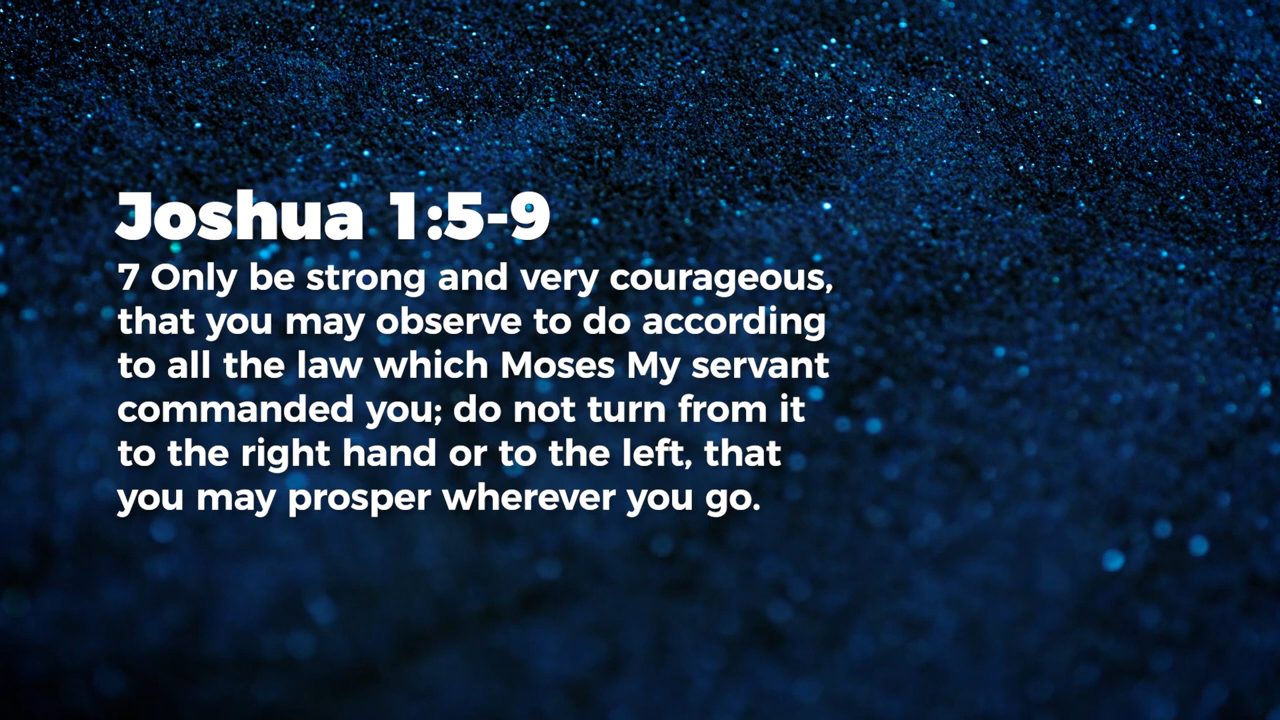 Joshua 1:5-9
7 Only be strong and very courageous,
that you may observe to do according
to all the law which Moses My servant
commanded you; do not turn from it
to the right hand or to the left, that
you may prosper wherever you go.